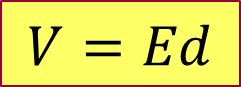 V = Ed